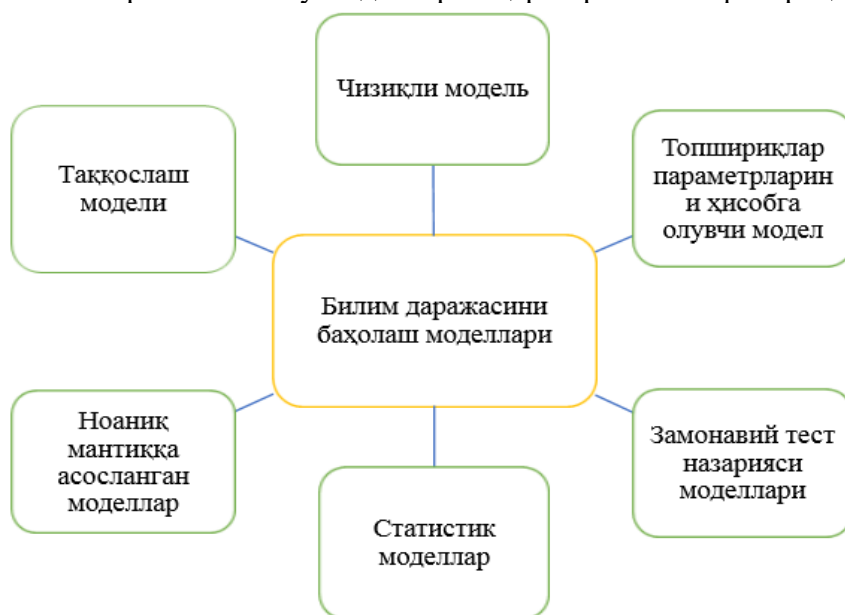 Чизиқли модель
Таққослаш
модели
Топшириқлар
параметрларин
и ҳисобга
олувчи модел
Билим даражасини
баҳолаш моделлари
Ноаниқ
мантиққа
асосланган
моделлар
Замонавий тест
назарияси
моделлари
Статистик
моделлар